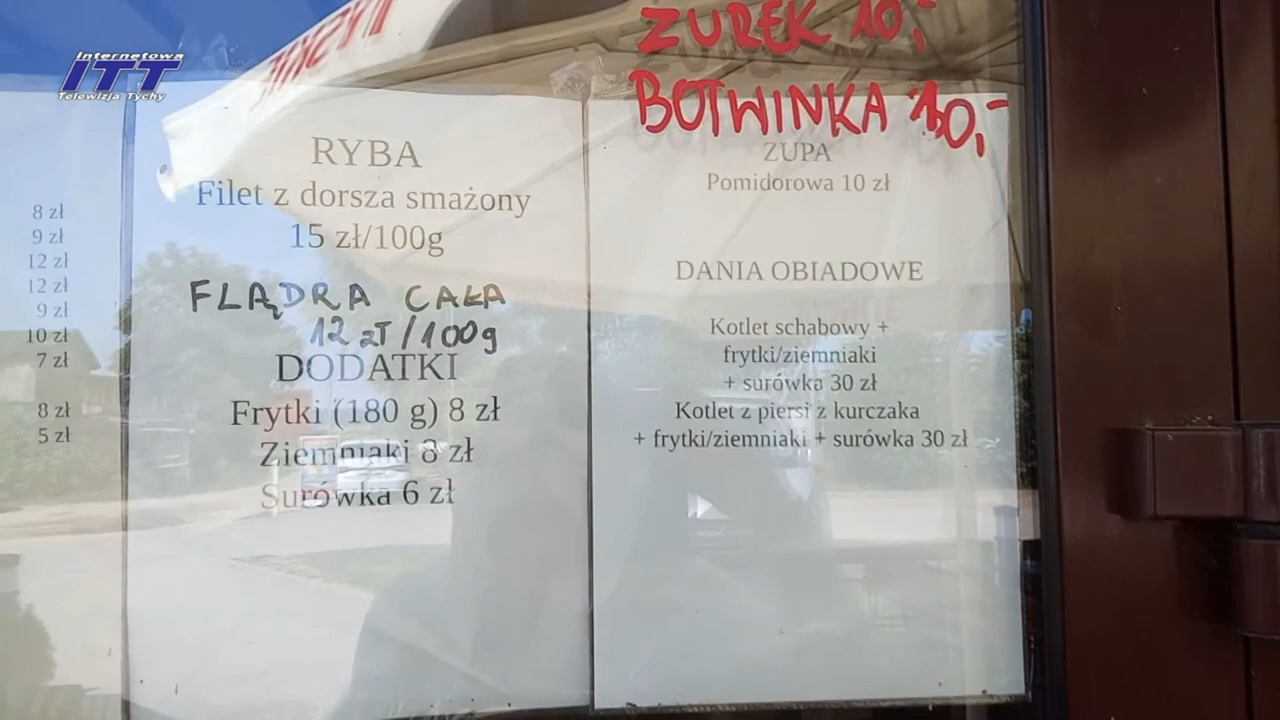 Internetowa
ITT
Telewizja Tychy
8 zł
9 zł
12 zł
12 zł
9 zł
10 zł
7 zł
8 zł
5 zł
RYBA
Filet z dorsza smażony
15 zł/100g
FLĄDRA CAŁA
12 zł/100g
DODATKI
Frytki (180 g) 8 zł
Ziemniaki 8 zł
Surówka 6 zł
ŻUREK 10,-
BOTWINKA 10,-
ZUPA
Pomidorowa 10 zł
DANIA OBIADOWE
Kotlet schabowy +
frytki/ziemniaki
+ surówka 30 zł
Kotlet z piersi z kurczaka
+ frytki/ziemniaki + surówka 30 zł